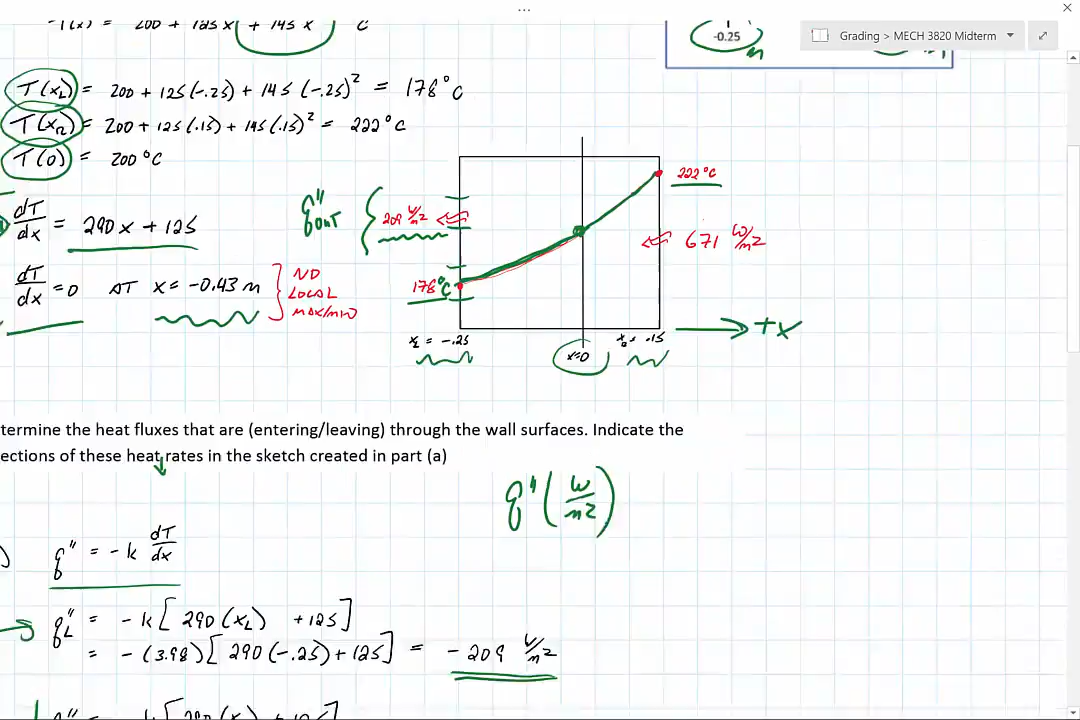 T(x) = 200 + 125 x + 145 x² °C
-0.25
m
Grading > MECH 3820 Midterm
T(x_L) = 200 + 125(-.25) + 145(-.25)² = 178°C
T(x_R) = 200 + 125(.15) + 145(.15)² = 222°C
T(0) = 200°C
222°C
q"out { 209 W/m²
dT/dx = 290x + 125
671 W/m²
dT/dx = 0 AT x = -0.43 m
NO
LOCAL
MAX/MIN
178°C
x_L = -.25
x=0
x_R = .15
+x
termine the heat fluxes that are (entering/leaving) through the wall surfaces. Indicate the
ections of these heat rates in the sketch created in part (a)
q" (W/m²)
q" = -k dT/dx
q"_L = -k[290(x_L) +125]
= -(3.98)[290(-.25)+125] = -209 W/m²